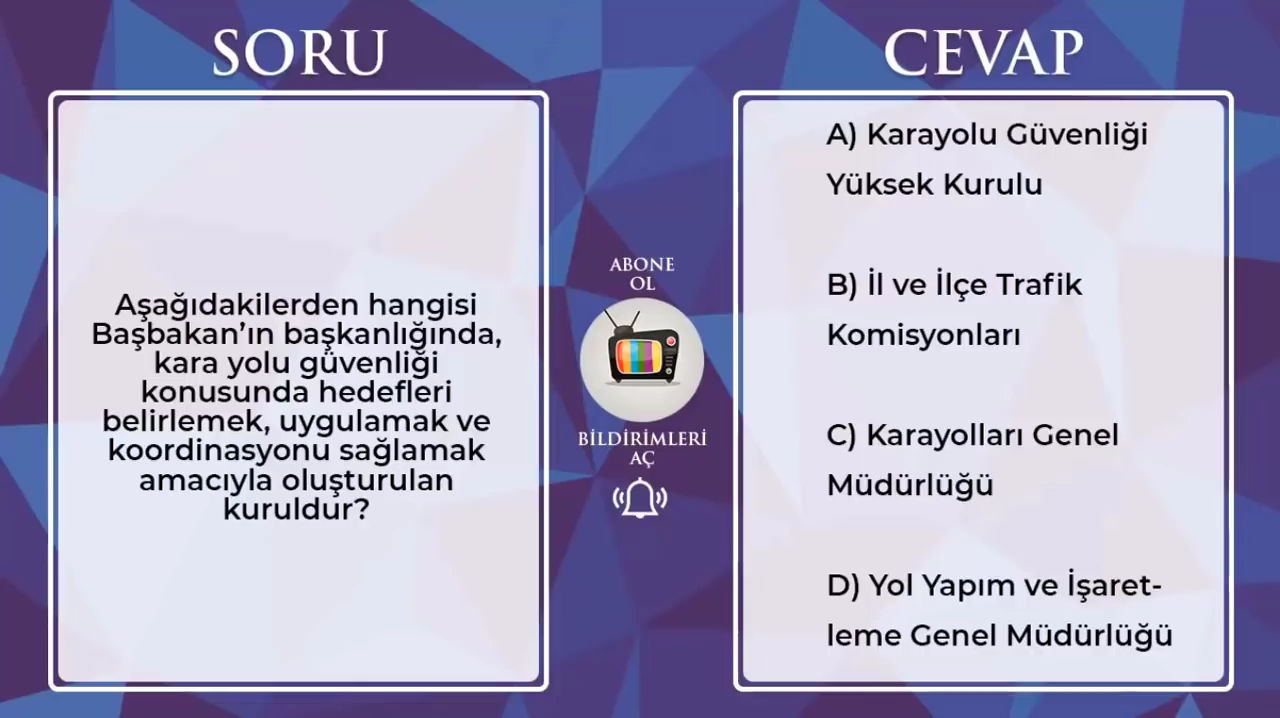 SORU
Aşağıdakilerden hangisi
Başbakan’ın başkanlığında,
kara yolu güvenliği
konusunda hedefleri
belirlemek, uygulamak ve
koordinasyonu sağlamak
amacıyla oluşturulan
kuruldur?
ABONE
OL
BİLDİRİMLERİ
AÇ
CEVAP
A) Karayolu Güvenliği
Yüksek Kurulu
B) İl ve İlçe Trafik
Komisyonları
C) Karayolları Genel
Müdürlüğü
D) Yol Yapım ve İşaret-
leme Genel Müdürlüğü